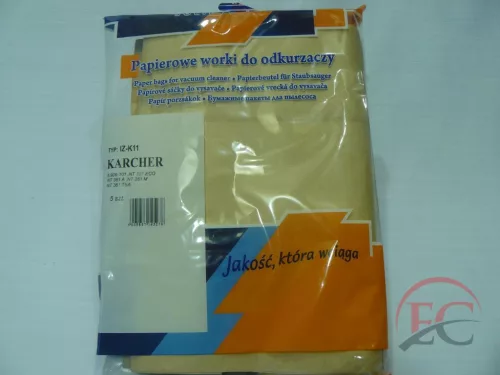 Papierowe worki do odkurzaczy
Paper bags for vacuum cleaner • Papierbeutel für Staubsauger
Papírové sáčky do vysavače • Papierové vrecká do vysávača
Papír porzsákok • Бумажные пакеты для пылесоса
TYP: IZ-K11
KARCHER
5 szt.
Jakość, która wciąga
EC